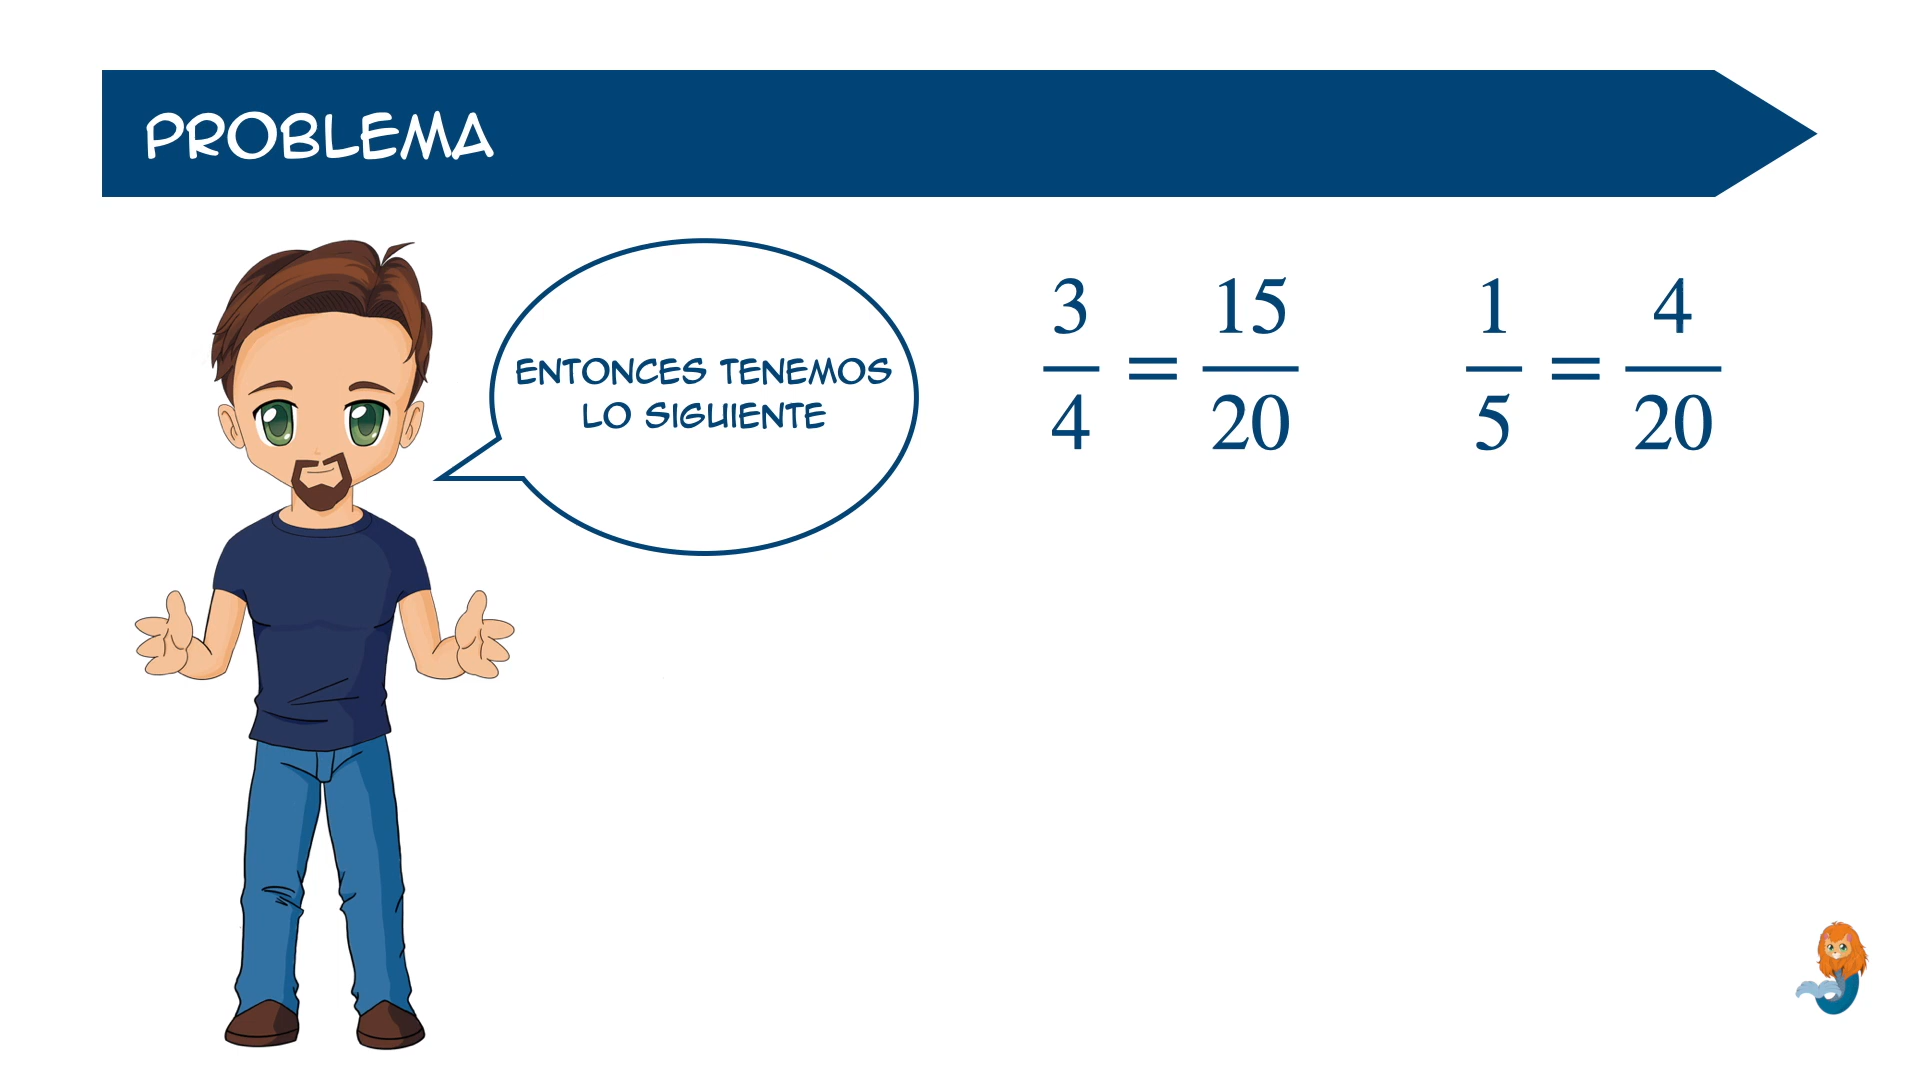 PROBLEMA
ENTONCES TENEMOS
LO SIGUIENTE
3/4 = 15/20
1/5 = 4/20